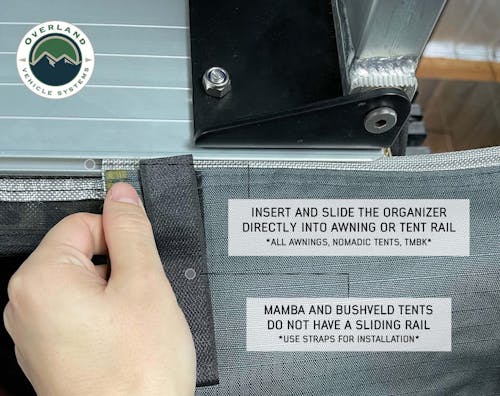 OVERLAND
VEHICLE SYSTEMS
INSERT AND SLIDE THE ORGANIZER
DIRECTLY INTO AWNING OR TENT RAIL
*ALL AWNINGS, NOMADIC TENTS, TMBK*
MAMBA AND BUSHVELD TENTS
DO NOT HAVE A SLIDING RAIL
*USE STRAPS FOR INSTALLATION*